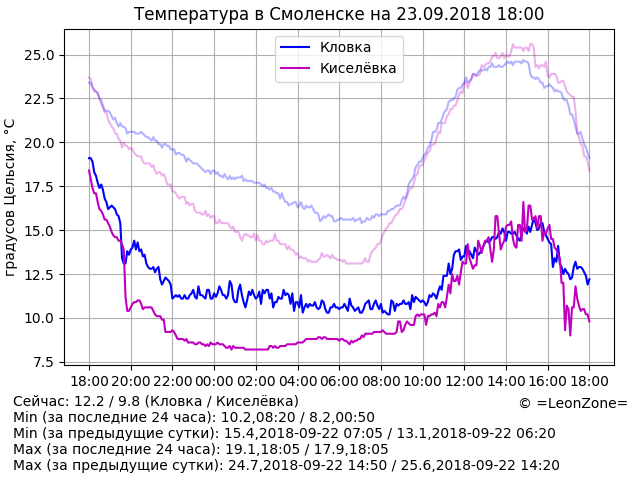 Температура в Смоленске на 23.09.2018 18:00
градусов Цельсия, °C
Кловка
Киселёвка
25.0
22.5
20.0
17.5
15.0
12.5
10.0
7.5
18:00 20:00 22:00 00:00 02:00 04:00 06:00 08:00 10:00 12:00 14:00 16:00 18:00
Сейчас: 12.2 / 9.8 (Кловка / Киселёвка)
© =LeonZone=
Min (за последние 24 часа): 10.2,08:20 / 8.2,00:50
Min (за предыдущие сутки): 15.4,2018-09-22 07:05 / 13.1,2018-09-22 06:20
Max (за последние 24 часа): 19.1,18:05 / 17.9,18:05
Max (за предыдущие сутки): 24.7,2018-09-22 14:50 / 25.6,2018-09-22 14:20